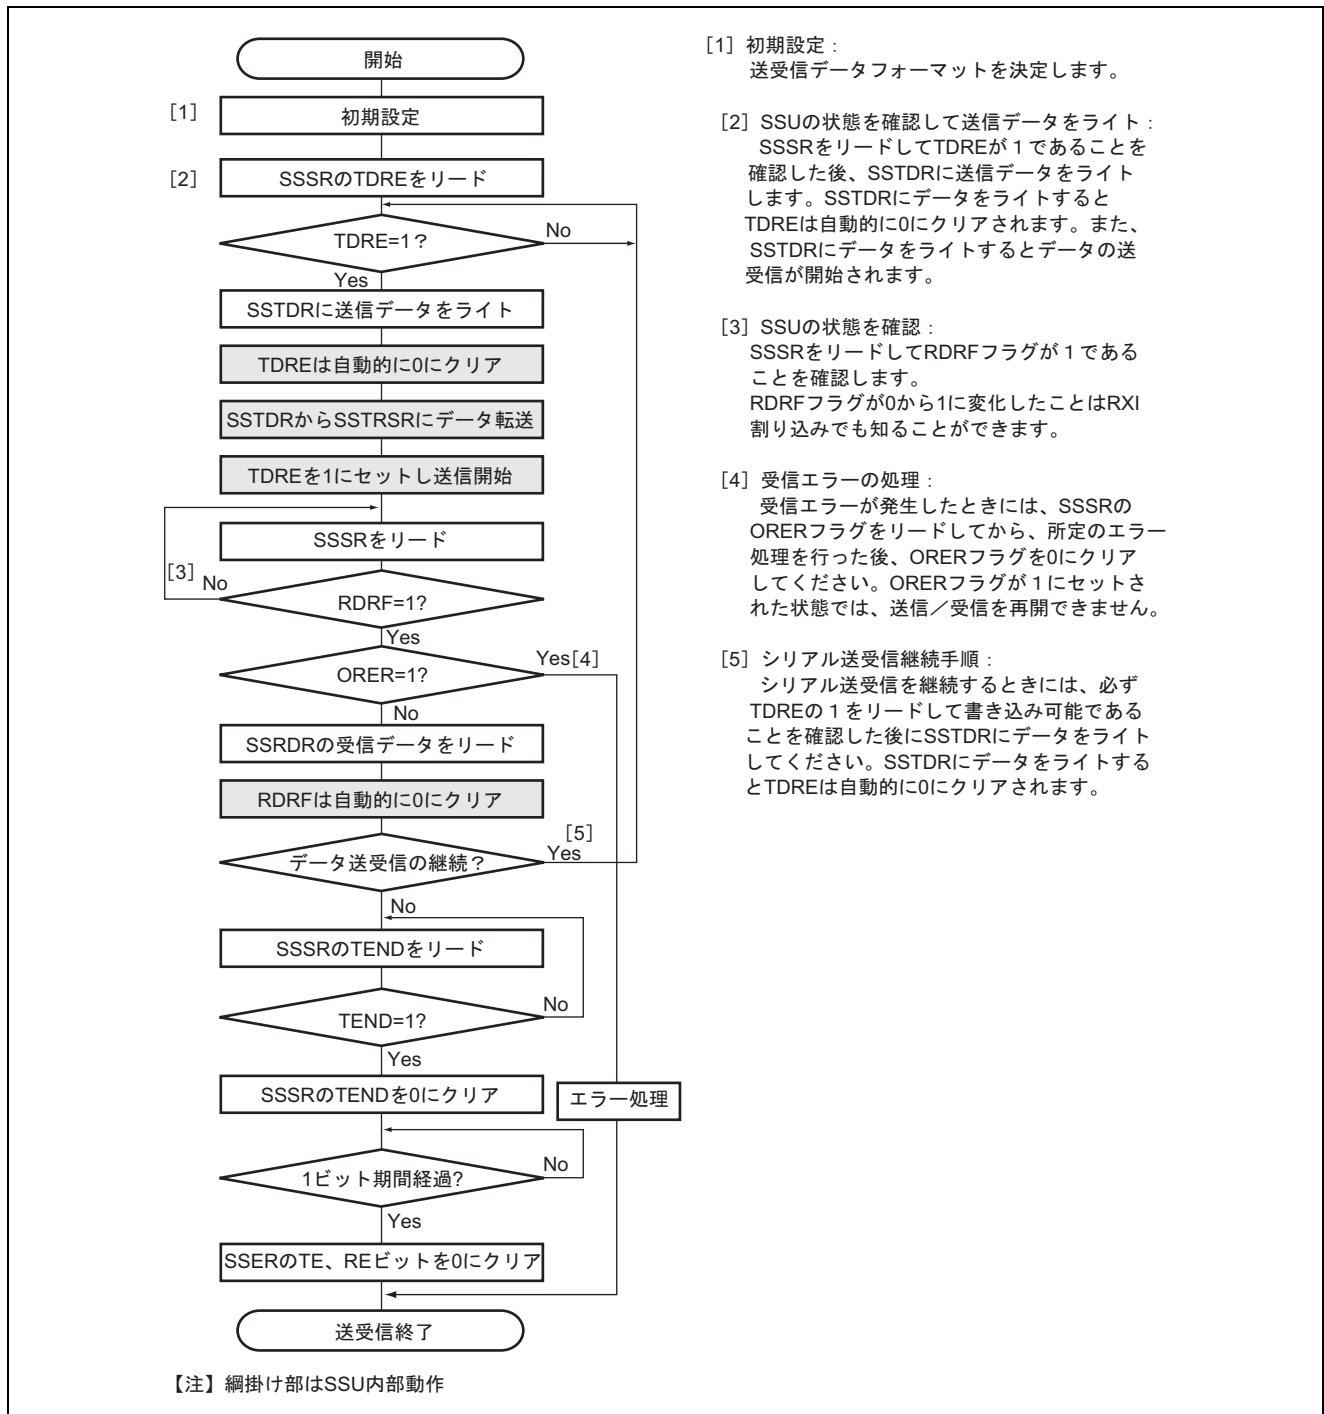 開始
[1]
初期設定
[2]
SSSRのTDREをリード
TDRE=1？
No
Yes
SSTDRに送信データをライト
TDREは自動的に0にクリア
SSTDRからSSTRSRにデータ転送
TDREを1にセットし送信開始
SSSRをリード
[3]
No
RDRF=1?
Yes
ORER=1?
Yes[4]
No
SSRDRの受信データをリード
RDRFは自動的に0にクリア
[5]
データ送受信の継続？
Yes
No
SSSRのTENDをリード
TEND=1?
No
Yes
SSSRのTENDを0にクリア
エラー処理
1ビット期間経過?
No
Yes
SSERのTE、REビットを0にクリア
送受信終了
【注】綱掛け部はSSU内部動作
[1] 初期設定：
送受信データフォーマットを決定します。
[2] SSUの状態を確認して送信データをライト：
SSSRをリードしてTDREが１であることを
確認した後、SSTDRに送信データをライト
します。SSTDRにデータをライトすると
TDREは自動的に0にクリアされます。また、
SSTDRにデータをライトするとデータの送
受信が開始されます。
[3] SSUの状態を確認：
SSSRをリードしてRDRFフラグが１である
ことを確認します。
RDRFフラグが0から1に変化したことはRXI
割り込みでも知ることができます。
[4] 受信エラーの処理：
受信エラーが発生したときには、SSSRの
ORERフラグをリードしてから、所定のエラー
処理を行った後、ORERフラグを0にクリア
してください。ORERフラグが１にセットさ
れた状態では、送信／受信を再開できません。
[5] シリアル送受信継続手順：
シリアル送受信を継続するときには、必ず
TDREの１をリードして書き込み可能である
ことを確認した後にSSTDRにデータをライト
してください。SSTDRにデータをライトする
とTDREは自動的に0にクリアされます。